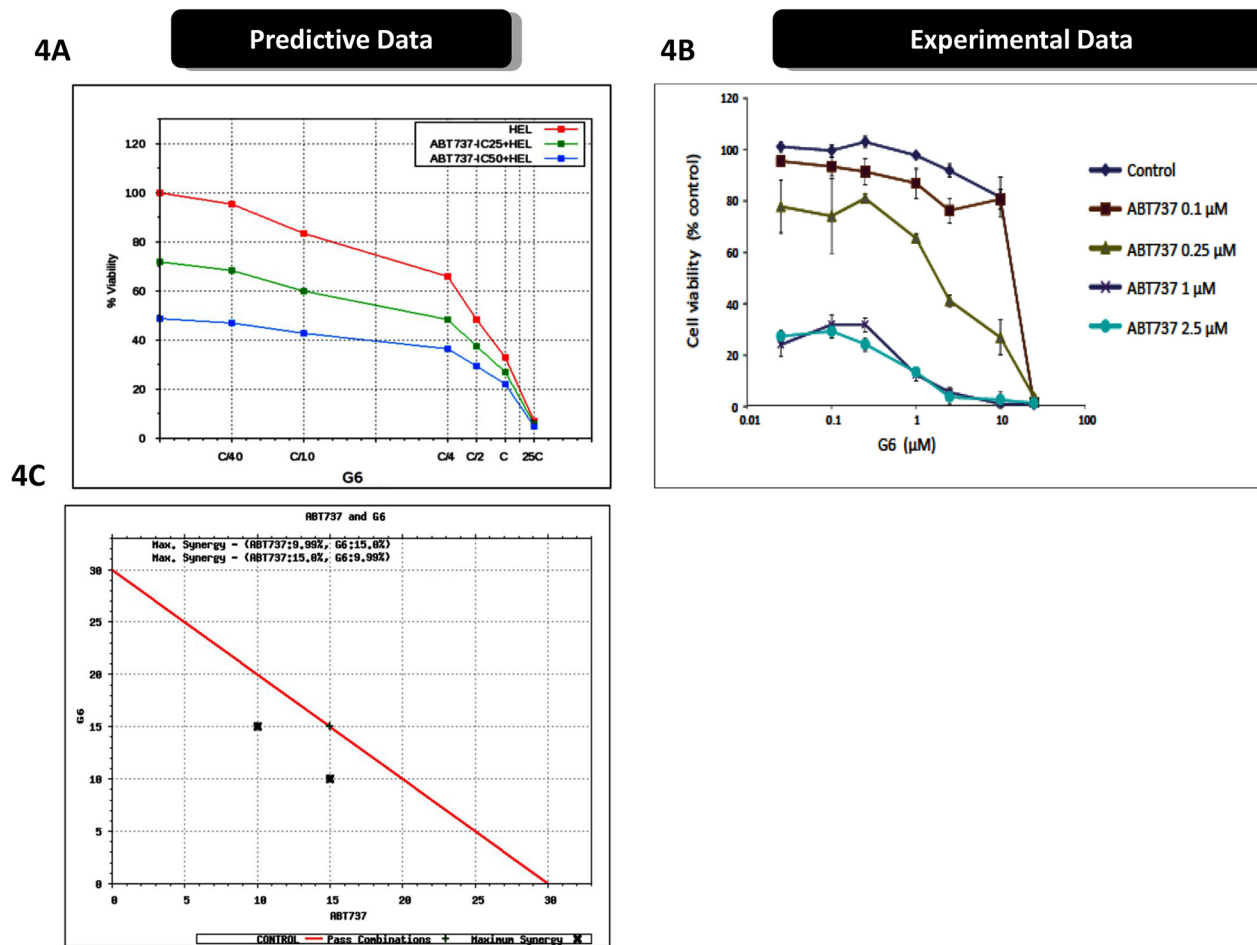 Predictive Data
4A
Experimental Data
4B
HEL
ABT737-IC25+HEL
ABT737-IC50+HEL
120
100
80
60
40
20
0
% Viability
C/40 C/10 C/4 C/2 C 25C
G6
120
100
80
60
40
20
0
Cell viability (% control)
0.01 0.1 1 10 100
G6 (µM)
Control
ABT737 0.1 µM
ABT737 0.25 µM
ABT737 1 µM
ABT737 2.5 µM
4C
ABT737 and G6
Max. Synergy - (ABT737:9.99%, G6:15.0%)
Max. Synergy - (ABT737:15.0%, G6:9.99%)
30
25
20
15
10
5
0
G6
0 5 10 15 20 25 30
ABT737
CONTROL Pass Combinations + Maximum Synergy